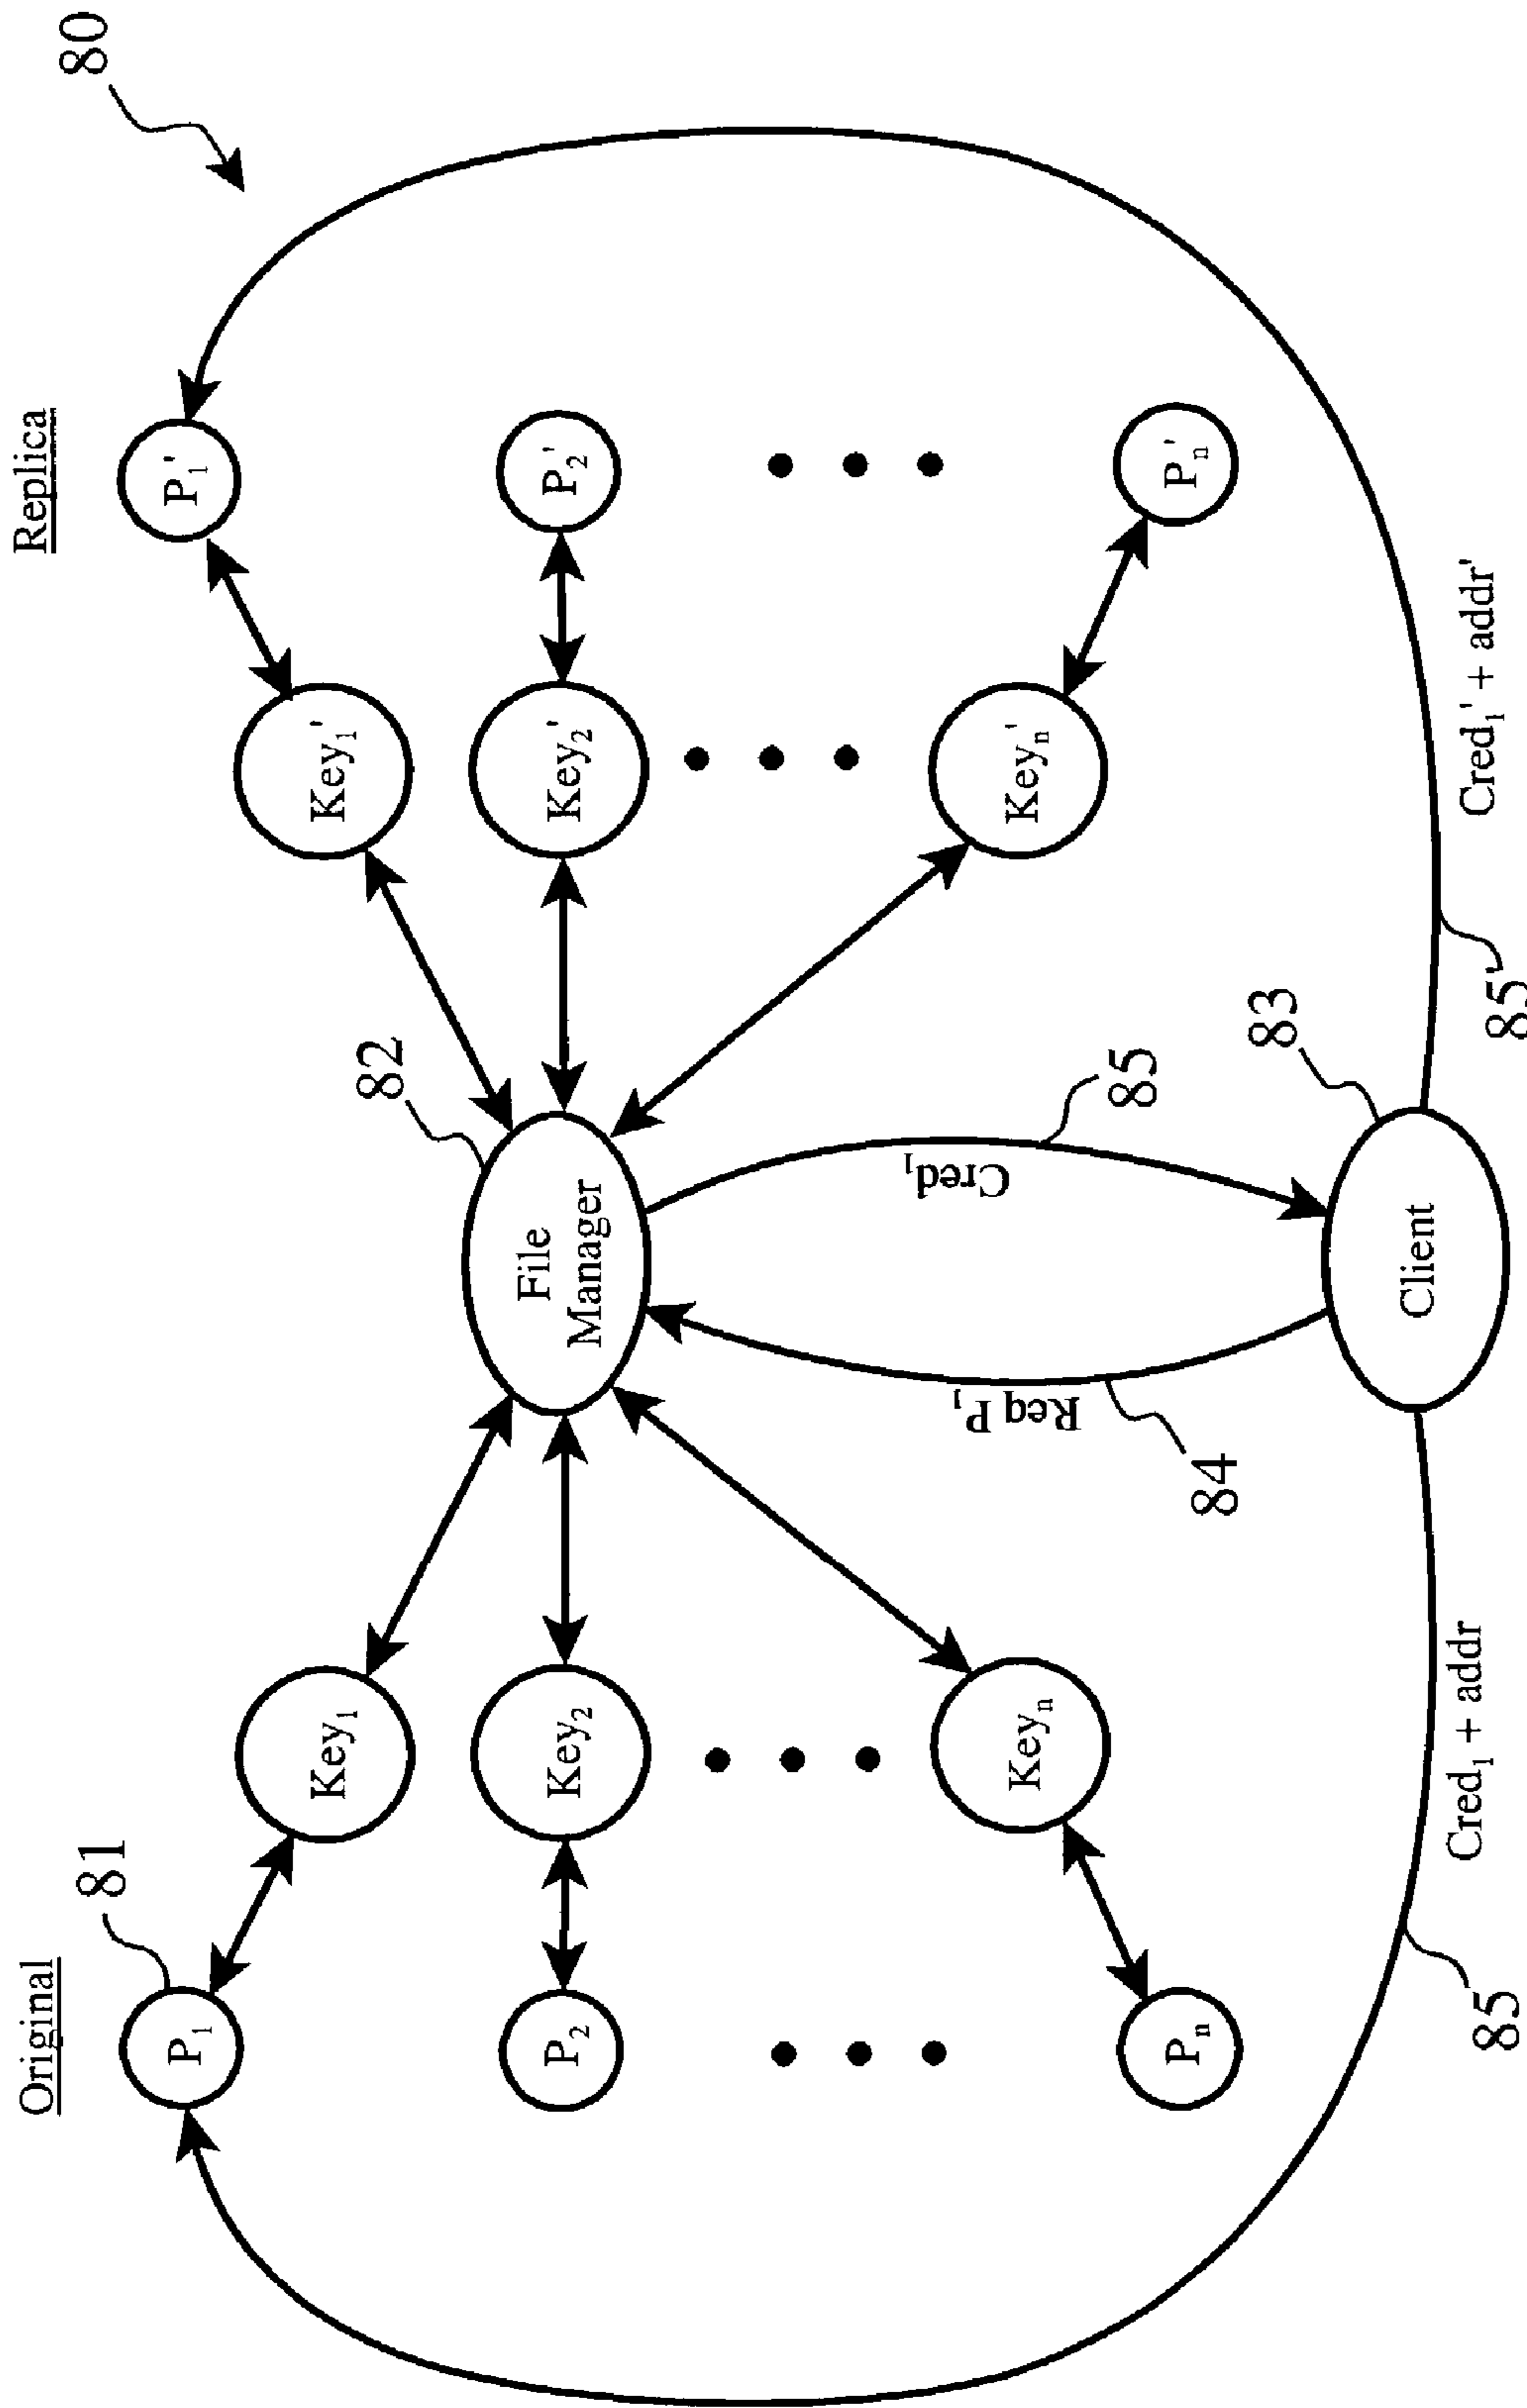 80
Original
Replica
81
P₁
P₁'
Key₁
Key₁'
82
P₂
Key₂
File
Manager
Key₂'
P₂'
Req P₁
Cred₁
84
85
Pₙ
Keyₙ
Keyₙ'
Pₙ'
83
Client
Cred₁ + addr
Cred₁' + addr'
85
85'